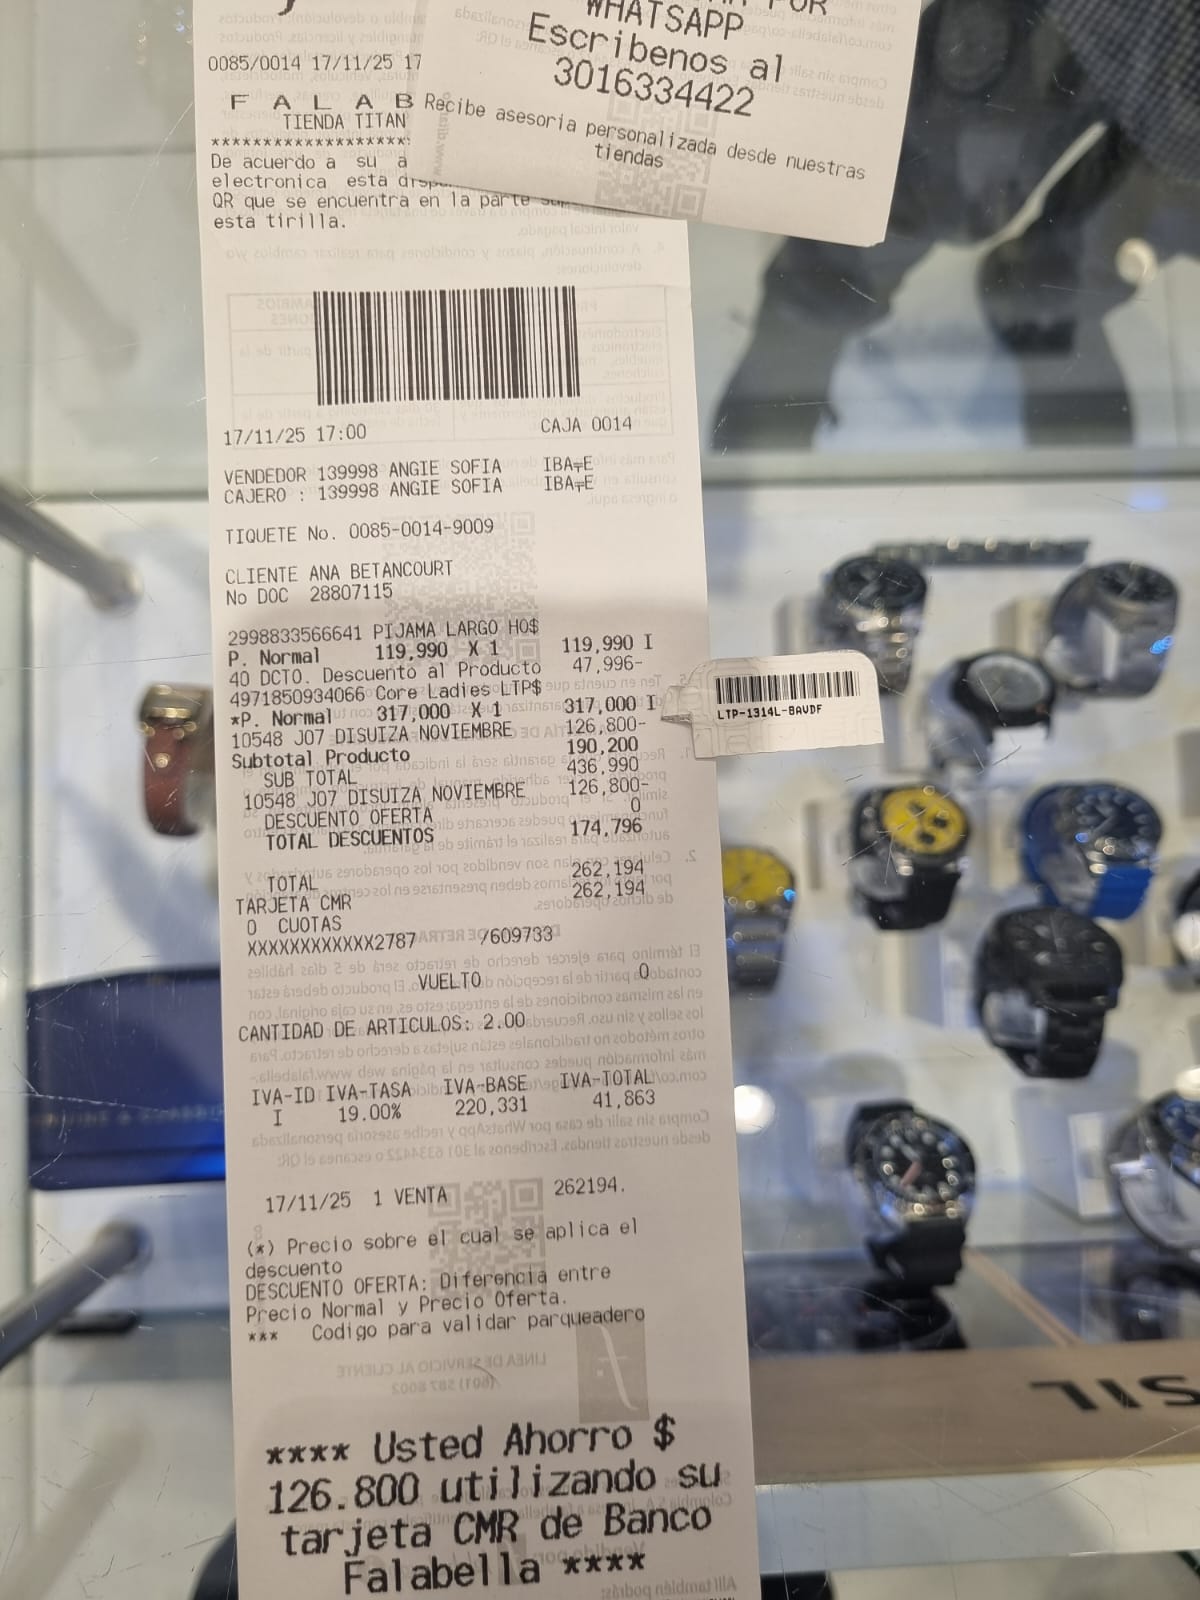 WHATSAPP
Escribenos al
3016334422
Recibe asesoria personalizada desde nuestras
tiendas
0085/0014 17/11/25 17
F A L A B
TIENDA TITAN
******************
De acuerdo a su a
electronica esta
QR que se encuentra en la parte
esta tirilla.
17/11/25 17:00 CAJA 0014
VENDEDOR 139998 ANGIE SOFIA IBA╤E
CAJERO : 139998 ANGIE SOFIA IBA╤E
TIQUETE No. 0085-0014-9009
CLIENTE ANA BETANCOURT
No DOC 28807115
2998833566641 PIJAMA LARGO HO$
P. Normal 119,990 X 1 119,990 I
40 DCTO. Descuento al Producto 47,996-
4971850934066 Core Ladies LTP$
*P. Normal 317,000 X 1 317,000 I
10548 J07 DISUIZA NOVIEMBRE 126,800-
Subtotal Producto 190,200
SUB TOTAL 436,990
10548 J07 DISUIZA NOVIEMBRE 126,800-
DESCUENTO OFERTA 0
TOTAL DESCUENTOS 174,796
TOTAL 262,194
TARJETA CMR 262,194
0 CUOTAS
XXXXXXXXXXXX2787 /609733
VUELTO 0
CANTIDAD DE ARTICULOS: 2.00
IVA-ID IVA-TASA IVA-BASE IVA-TOTAL
I 19.00% 220,331 41,863
17/11/25 1 VENTA 262194.
(*) Precio sobre el cual se aplica el
descuento
DESCUENTO OFERTA: Diferencia entre
Precio Normal y Precio Oferta.
*** Codigo para validar parqueadero
**** Usted Ahorro $
126.800 utilizando su
tarjeta CMR de Banco
Falabella ****
LTP-1314L-8AVDF